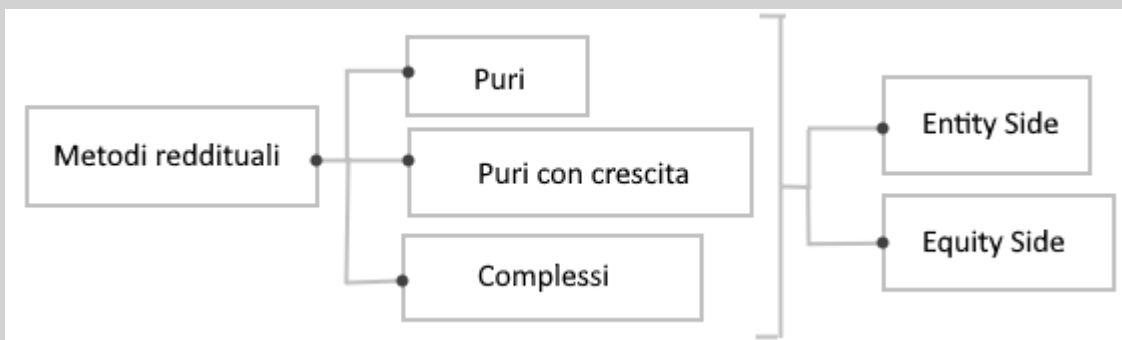 Metodi reddituali
Puri
Puri con crescita
Complessi
Entity Side
Equity Side